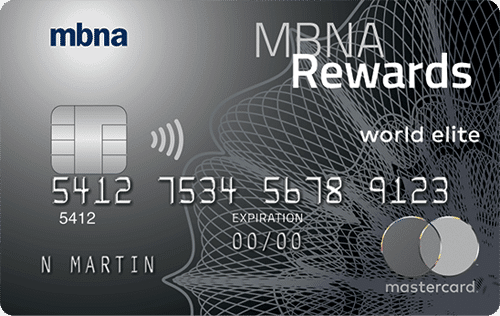 mbna
MBNA
Rewards
world elite
5412 7534 5678 9123
5412
EXPIRATION
00/00
N MARTIN
mastercard